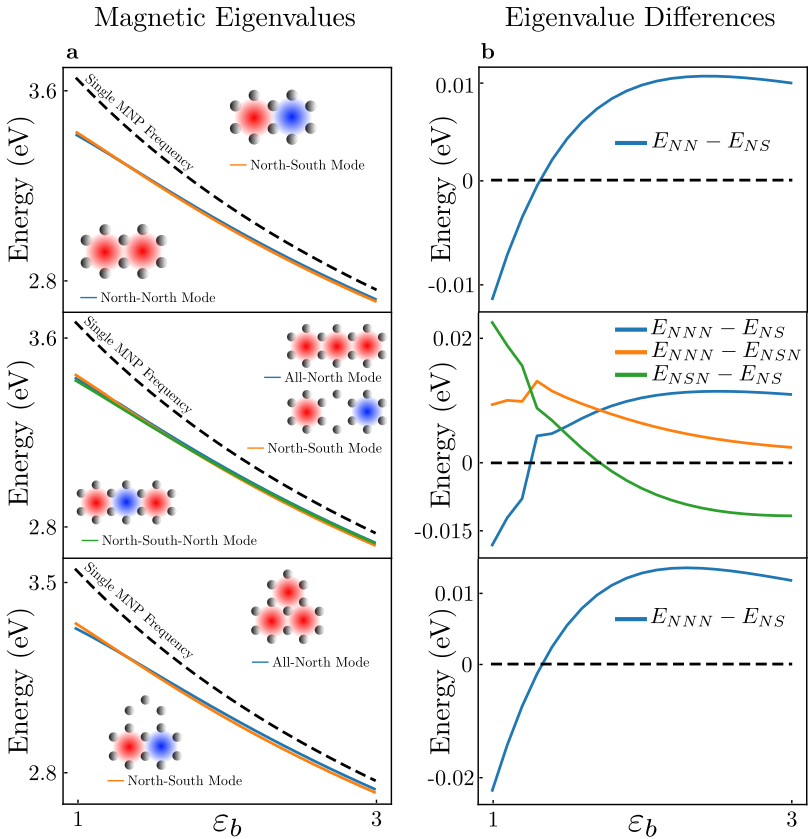 Magnetic Eigenvalues
Eigenvalue Differences
a
3.6
2.8
Energy (eV)
Single MNP Frequency
North-South Mode
North-North Mode
3.6
2.8
Energy (eV)
Single MNP Frequency
All-North Mode
North-South Mode
North-South-North Mode
3.5
2.8
Energy (eV)
Single MNP Frequency
All-North Mode
North-South Mode
1
ε_b
3
b
0.01
0
-0.01
Energy (eV)
E_{NN} − E_{NS}
0.02
0
-0.015
Energy (eV)
E_{NNN} − E_{NS}
E_{NNN} − E_{NSN}
E_{NSN} − E_{NS}
0.01
0
-0.02
Energy (eV)
E_{NNN} − E_{NS}
1
ε_b
3